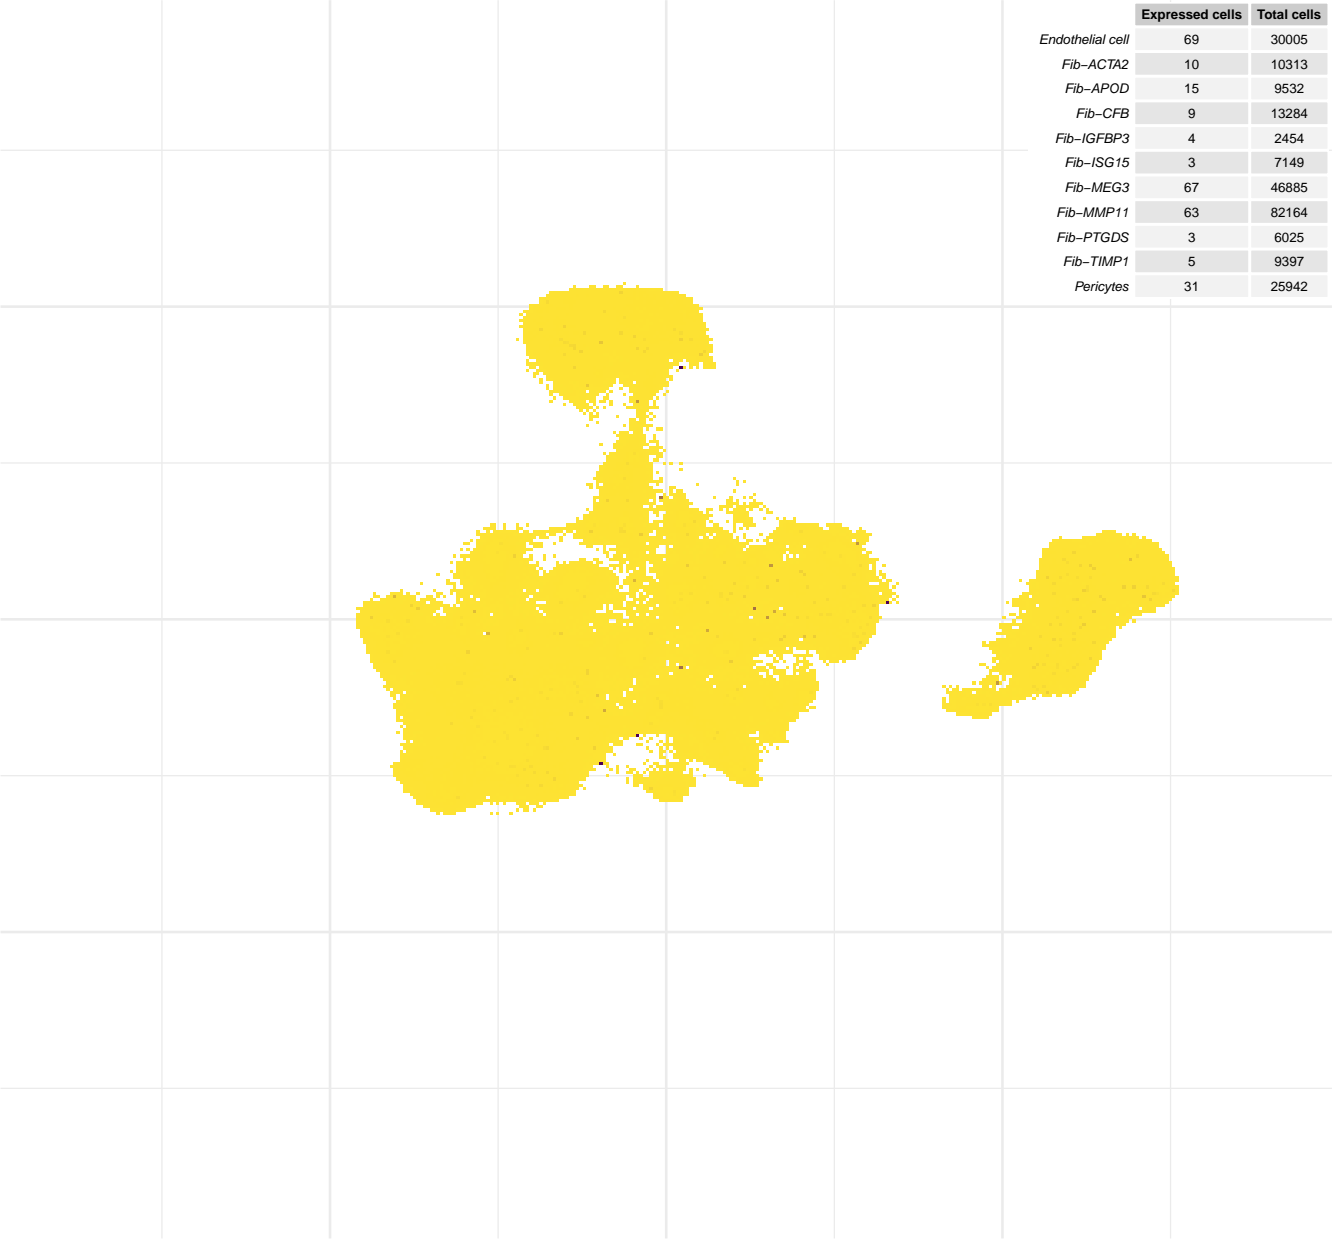 Expressed cells Total cells
Endothelial cell 69 30005
Fib−ACTA2 10 10313
Fib−APOD 15 9532
Fib−CFB 9 13284
Fib−IGFBP3 4 2454
Fib−ISG15 3 7149
Fib−MEG3 67 46885
Fib−MMP11 63 82164
Fib−PTGDS 3 6025
Fib−TIMP1 5 9397
Pericytes 31 25942